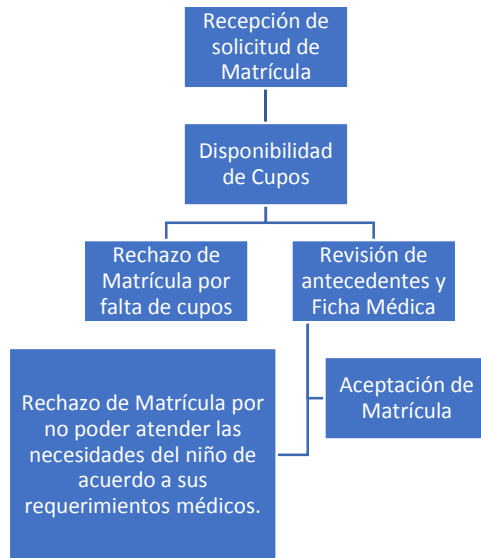 Recepción de
solicitud de
Matrícula
Disponibilidad
de Cupos
Rechazo de
Matrícula por
falta de cupos
Revisión de
antecedentes y
Ficha Médica
Aceptación de
Matrícula
Rechazo de Matrícula por
no poder atender las
necesidades del niño de
acuerdo a sus
requerimientos médicos.